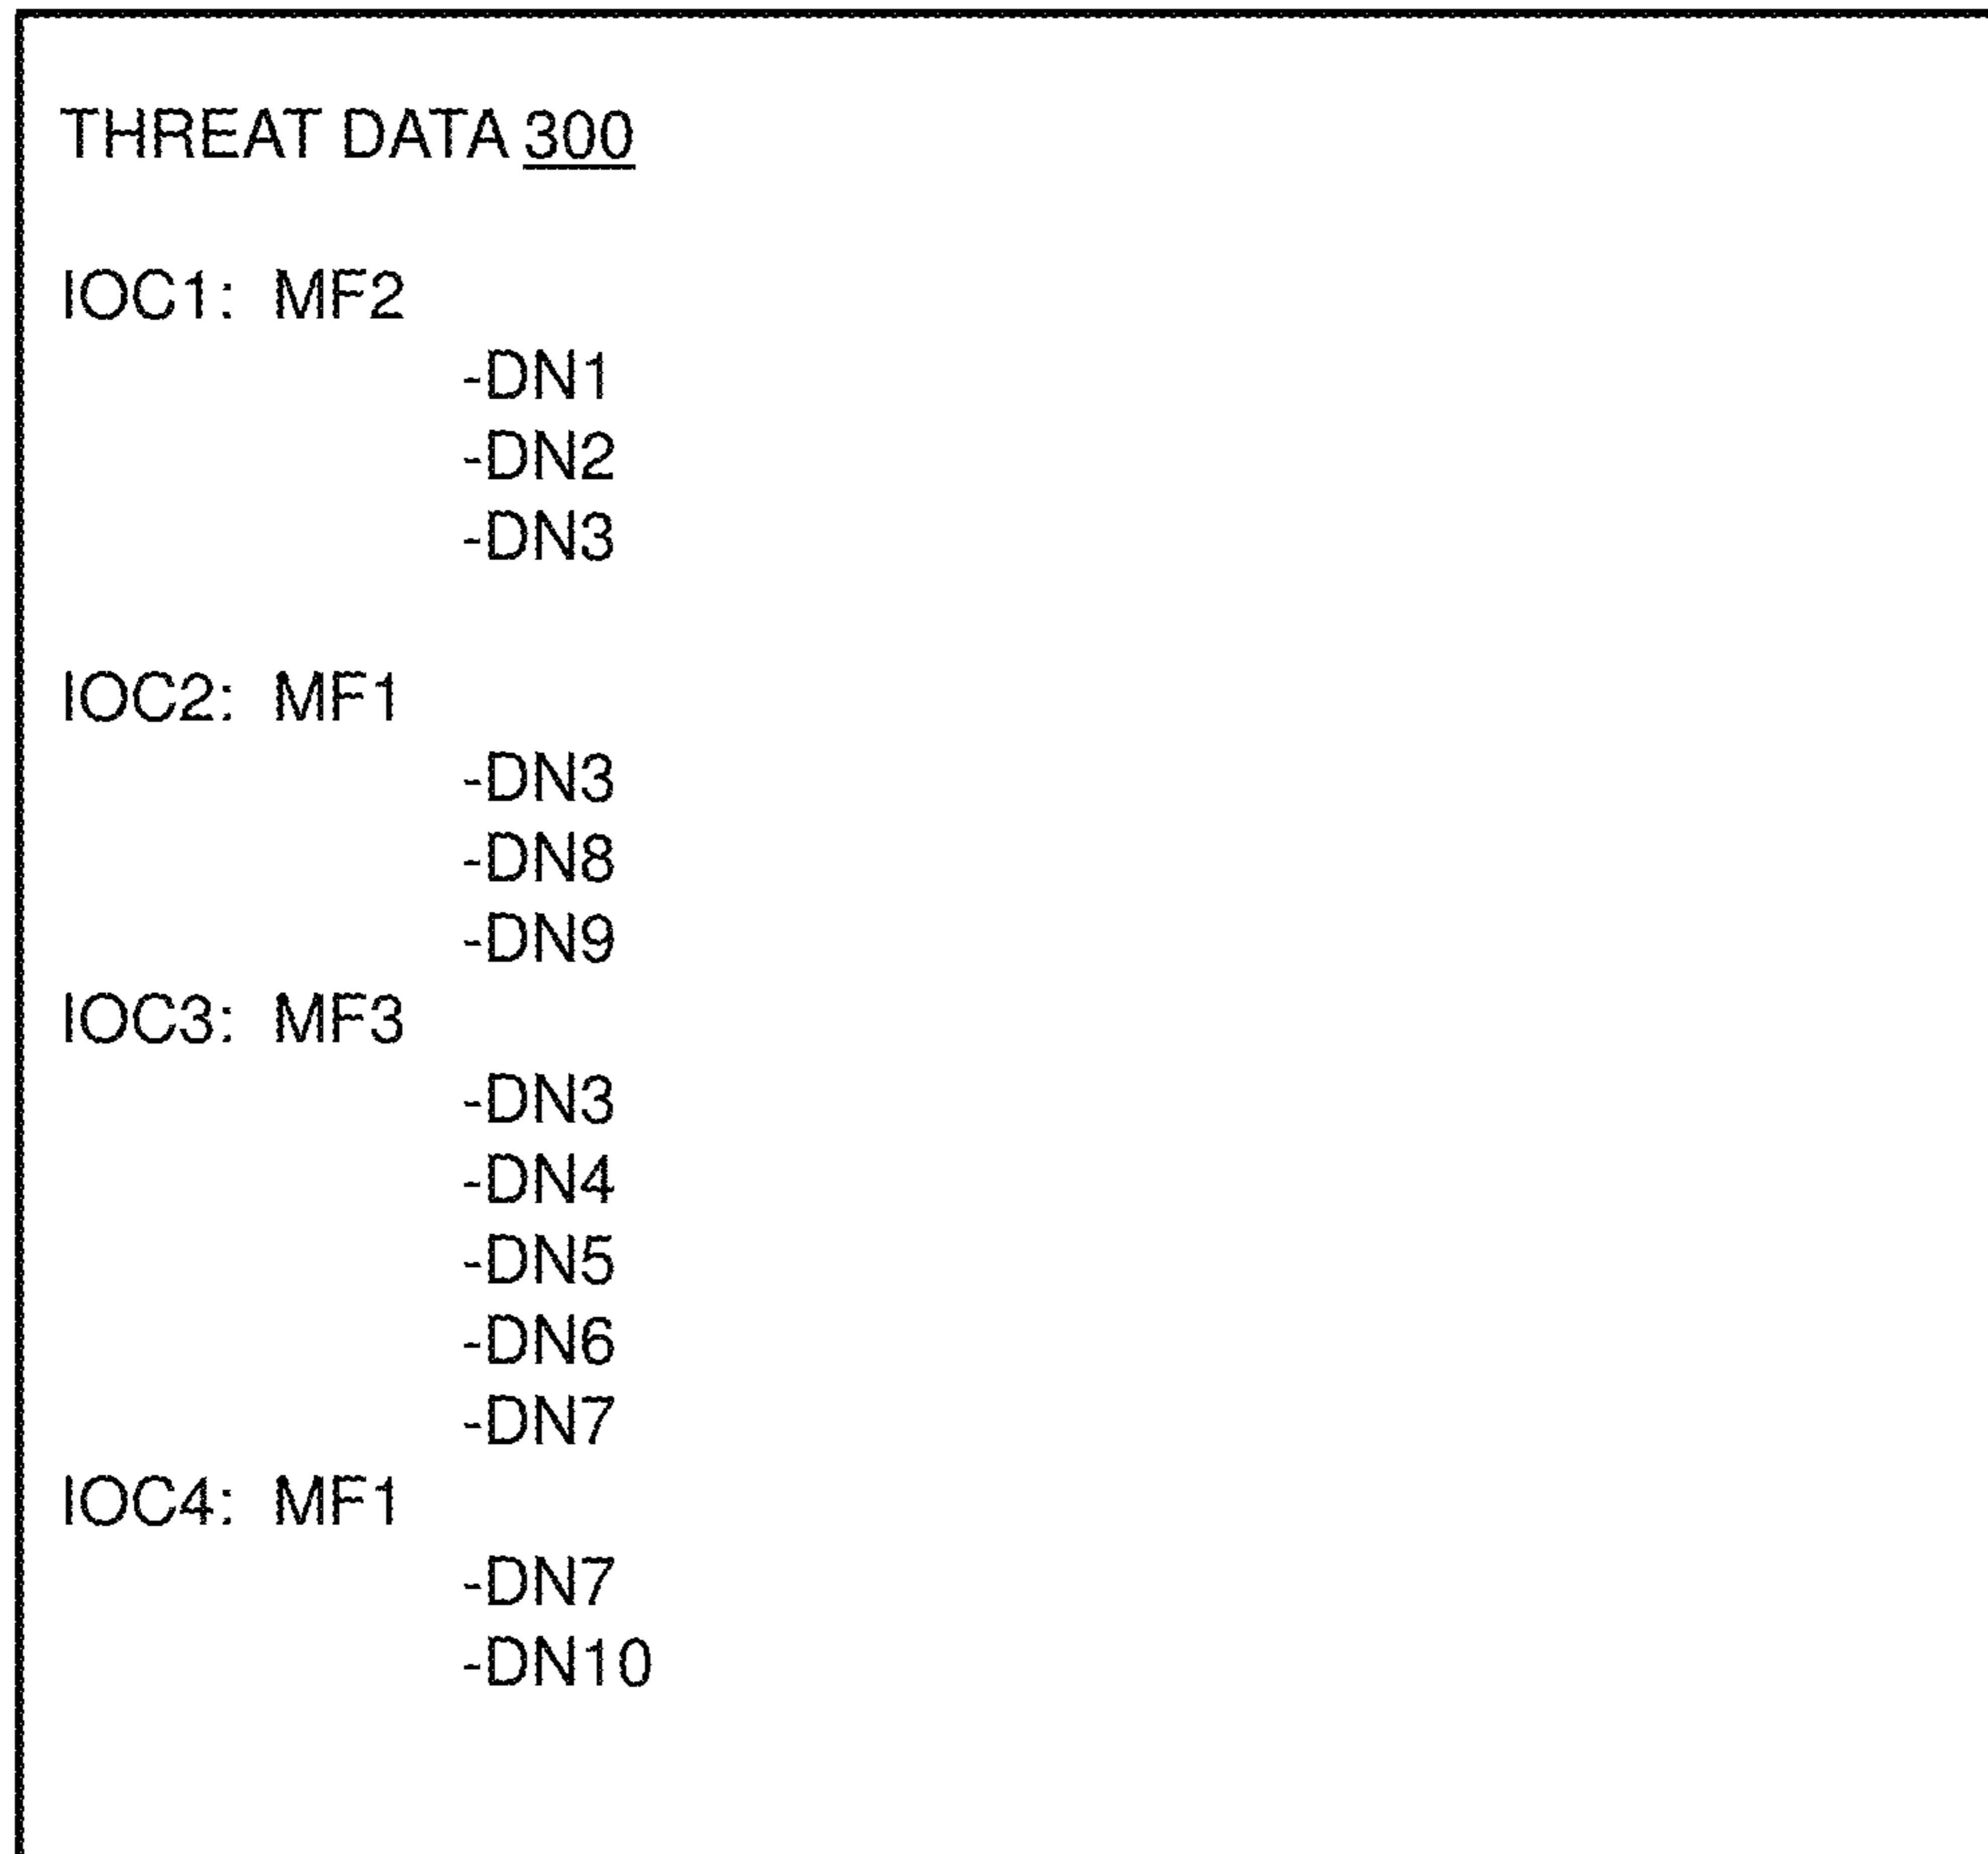 THREAT DATA 300
IOC1: MF2
-DN1
-DN2
-DN3
IOC2: MF1
-DN3
-DN8
-DN9
IOC3: MF3
-DN3
-DN4
-DN5
-DN6
-DN7
IOC4: MF1
-DN7
-DN10